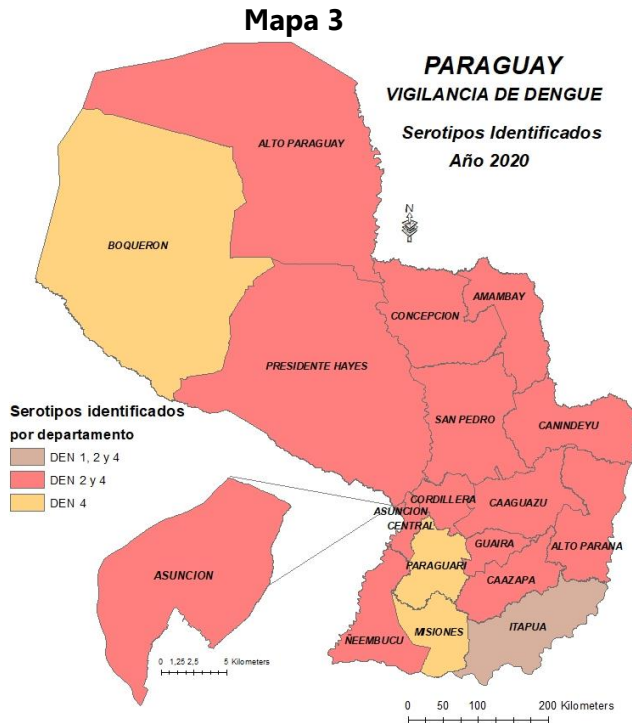 Mapa 3
PARAGUAY
VIGILANCIA DE DENGUE
Serotipos Identificados
Año 2020
N
ALTO PARAGUAY
BOQUERON
AMAMBAY
CONCEPCION
PRESIDENTE HAYES
SAN PEDRO
CANINDEYU
Serotipos identificados
por departamento
DEN 1, 2 y 4
DEN 2 y 4
DEN 4
CORDILLERA
CAAGUAZU
ASUNCION
CENTRAL
GUAIRA
ALTO PARANA
PARAGUARI
CAAZAPA
ASUNCION
ITAPUA
MISIONES
ÑEEMBUCU
0 1,25 2,5 5 Kilometers
0 50 100 200 Kilometers